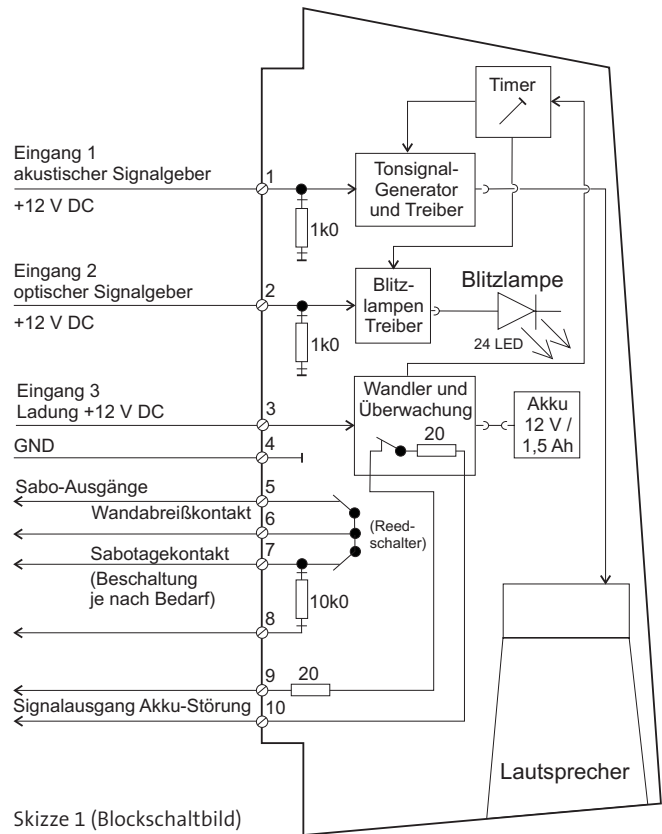 Timer
Eingang 1
akustischer Signalgeber
+12 V DC
1
1k0
Tonsignal-
Generator
und Treiber
Eingang 2
optischer Signalgeber
+12 V DC
2
1k0
Blitz-
lampen
Treiber
Blitzlampe
24 LED
Eingang 3
Ladung +12 V DC
3
Wandler und
Überwachung
20
Akku
12 V /
1,5 Ah
GND
4
Sabo-Ausgänge
5
Wandabreißkontakt
6
(Reed-
schalter)
Sabotagekontakt
7
(Beschaltung
je nach Bedarf)
10k0
8
9
20
Signalausgang Akku-Störung
10
Lautsprecher
Skizze 1 (Blockschaltbild)